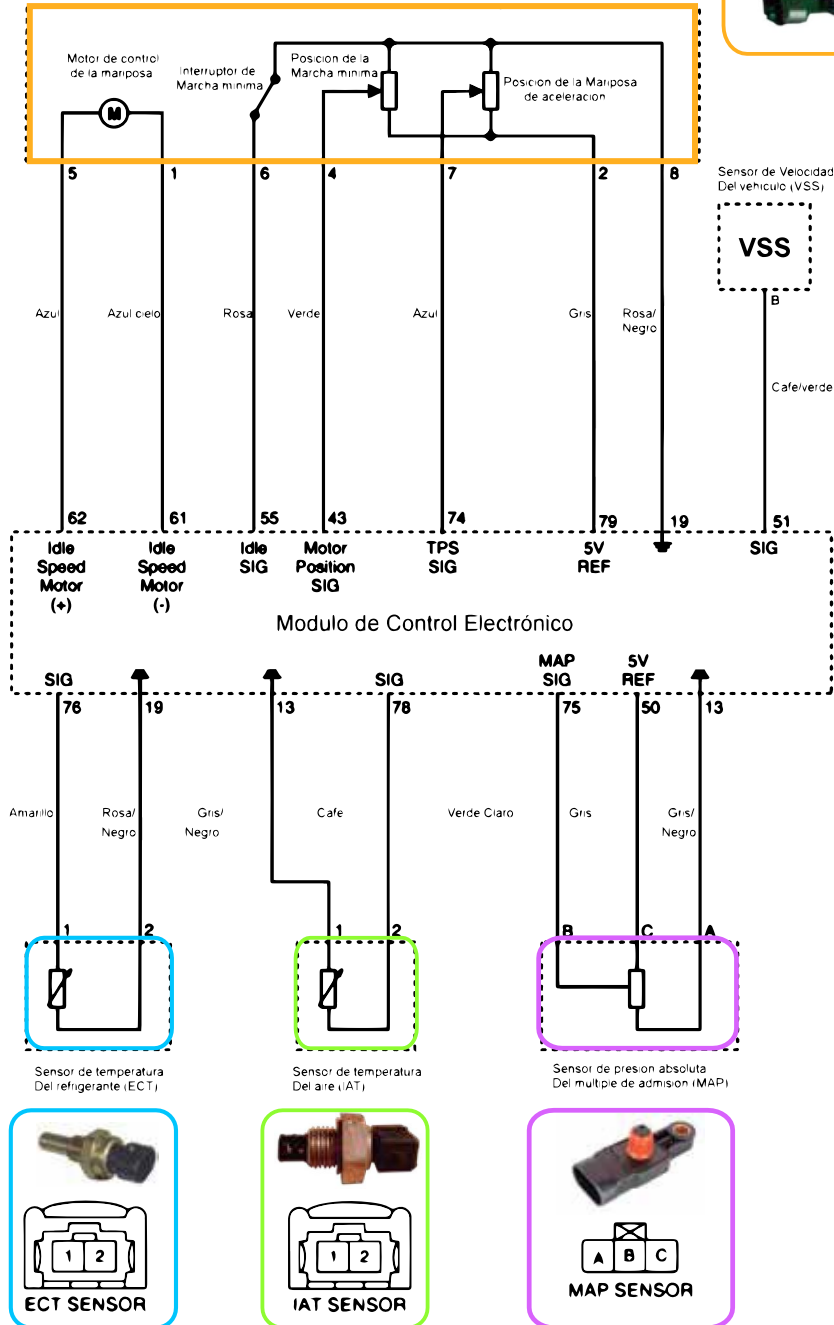 Motor de control
de la mariposa
Interruptor de
Marcha minima
Posicion de la
Marcha minima
Posicion de la Mariposa
de aceleracion
M
5
1
6
4
7
2
8
Sensor de Velocidad
Del vehiculo (VSS)
VSS
B
Azul
Azul cielo
Rosa
Verde
Azul
Gris
Rosa/
Negro
Cafe/verde
62
61
55
43
74
79
19
51
Idle
Speed
Motor
(+)
Idle
Speed
Motor
(-)
Idle
SIG
Motor
Position
SIG
TPS
SIG
5V
REF
SIG
Modulo de Control Electrónico
SIG
SIG
MAP
SIG
5V
REF
76
19
13
78
75
50
13
Amarillo
Rosa/
Negro
Gris/
Negro
Cafe
Verde Claro
Gris
Gris/
Negro
1
2
1
2
B
C
A
Sensor de temperatura
Del refrigerante (ECT)
Sensor de temperatura
Del aire (IAT)
Sensor de presion absoluta
Del multiple de admision (MAP)
1
2
ECT SENSOR
1
2
IAT SENSOR
A
B
C
MAP SENSOR